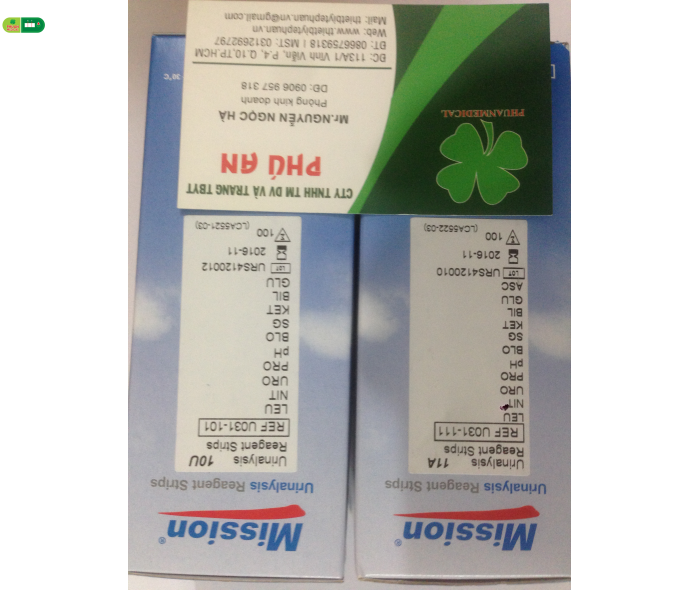 Mission®
Urinalysis Reagent Strips
Urinalysis 11A
Reagent Strips
REF U031-111
LEU
NIT
URO
PRO
pH
BLO
SG
KET
BIL
GLU
ASC
LOT URS4120010
2016-11
100
(LCA5522-03)
Mission®
Urinalysis Reagent Strips
Urinalysis 10U
Reagent Strips
REF U031-101
LEU
NIT
URO
PRO
pH
BLO
SG
KET
BIL
GLU
LOT URS4120012
2016-11
100
(LCA5521-03)
30°C
CTY TNHH TM DV VÀ TRANG TBYT
PHÚ AN
PHUANMEDICAL
Mr.NGUYỄN NGỌC HÀ
Phòng kinh doanh
DĐ: 0906 957 318
ĐC: 113A/1 Vĩnh Viễn, P.4, Q.10,TP.HCM
ĐT: 0866759318 | MST: 0312692797
Web: www.thietbiytephuan.vn
Mail: thietbiytephuan.vn@gmail.com